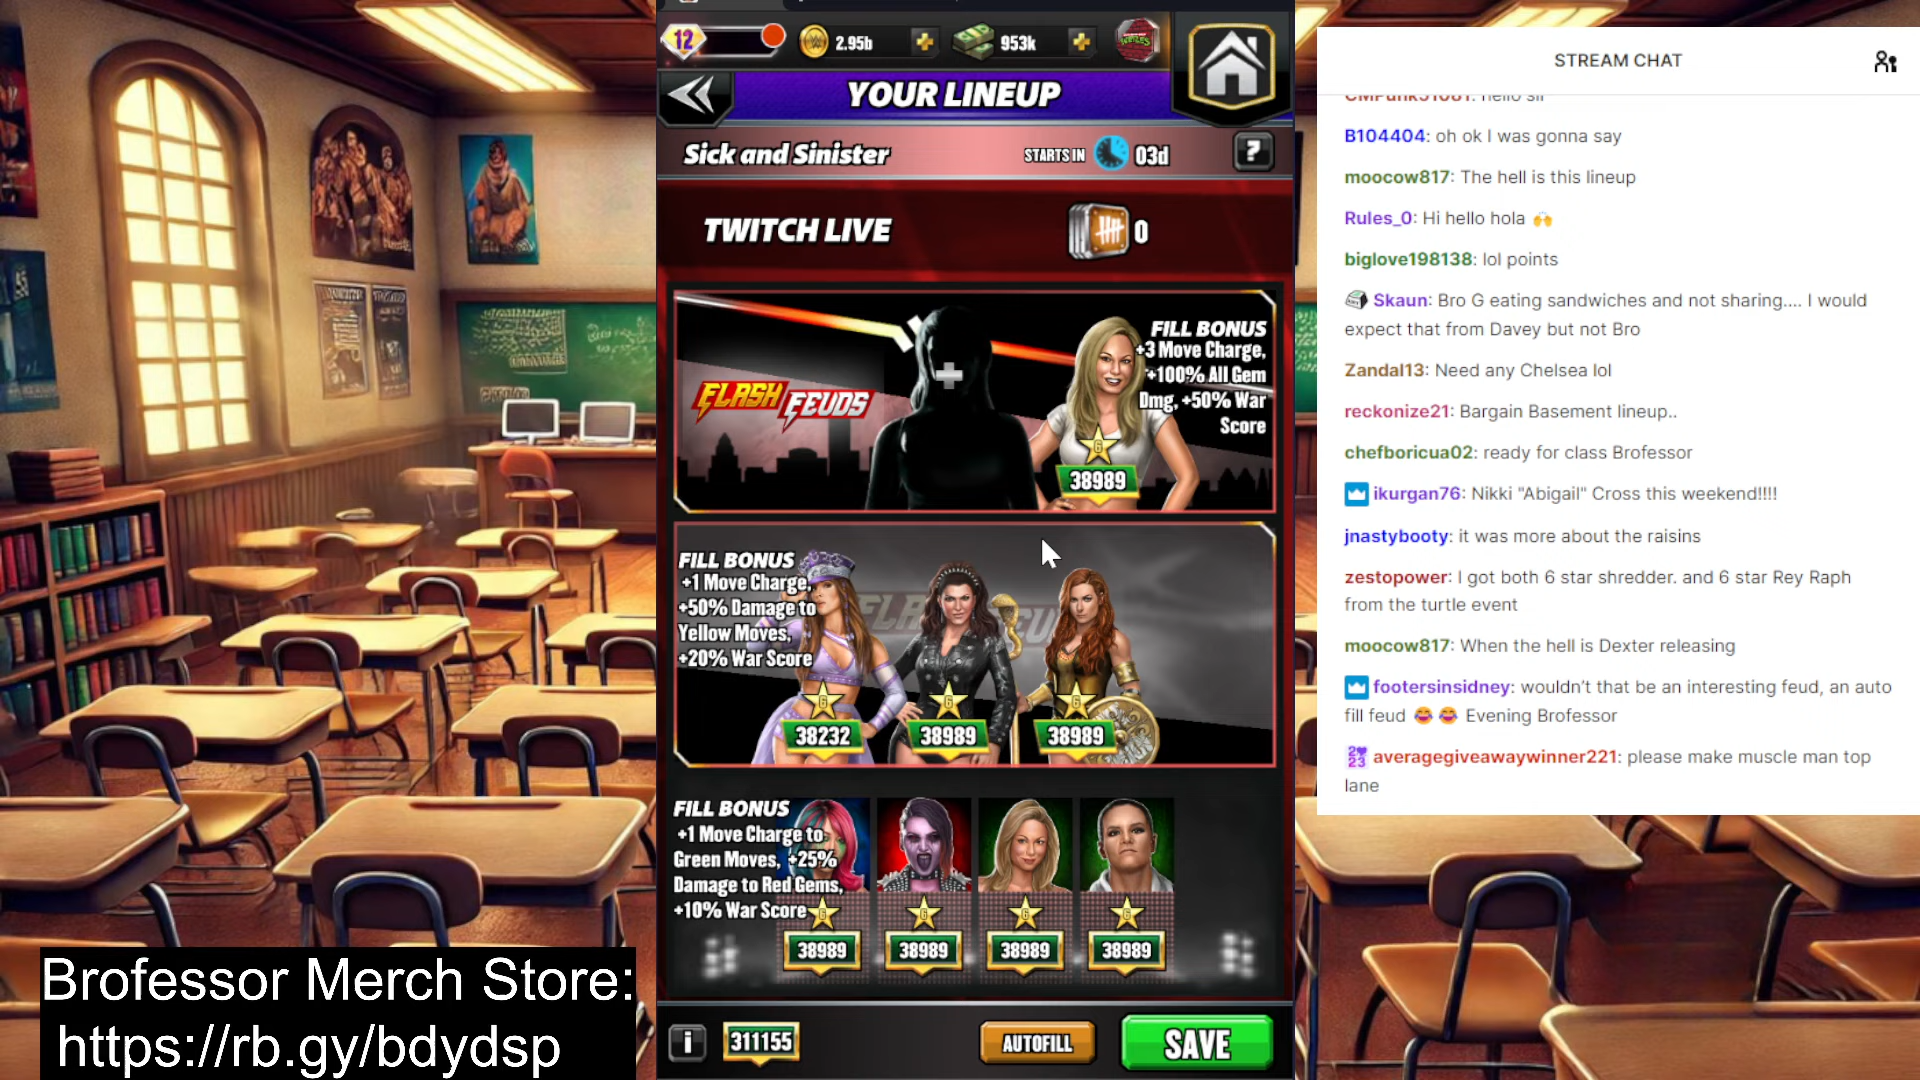 12
2.95b
953k
YOUR LINEUP
Sick and Sinister
STARTS IN
03d
?
TWITCH LIVE
0
FLASH FEUDS
FILL BONUS
+3 Move Charge,
+100% All Gem
Dmg, +50% War
Score
6
38989
FILL BONUS
+1 Move Charge,
+50% Damage to
Yellow Moves,
+20% War Score
6
38232
6
38989
6
38989
FILL BONUS
+1 Move Charge to
Green Moves, +25%
Damage to Red Gems,
+10% War Score
6
6
6
6
38989
38989
38989
38989
i
311155
AUTOFILL
SAVE
Brofessor Merch Store:
https://rb.gy/bdydsp
STREAM CHAT
B104404: oh ok I was gonna say
moocow817: The hell is this lineup
Rules_0: Hi hello hola 🙌
biglove198138: lol points
Skaun: Bro G eating sandwiches and not sharing.... I would
expect that from Davey but not Bro
Zandal13: Need any Chelsea lol
reckonize21: Bargain Basement lineup..
chefboricua02: ready for class Brofessor
ikurgan76: Nikki "Abigail" Cross this weekend!!!!
jnastybooty: it was more about the raisins
zestopower: I got both 6 star shredder. and 6 star Rey Raph
from the turtle event
moocow817: When the hell is Dexter releasing
footersinsidney: wouldn't that be an interesting feud, an auto
fill feud 😂 😂 Evening Brofessor
averagegiveawaywinner221: please make muscle man top
lane